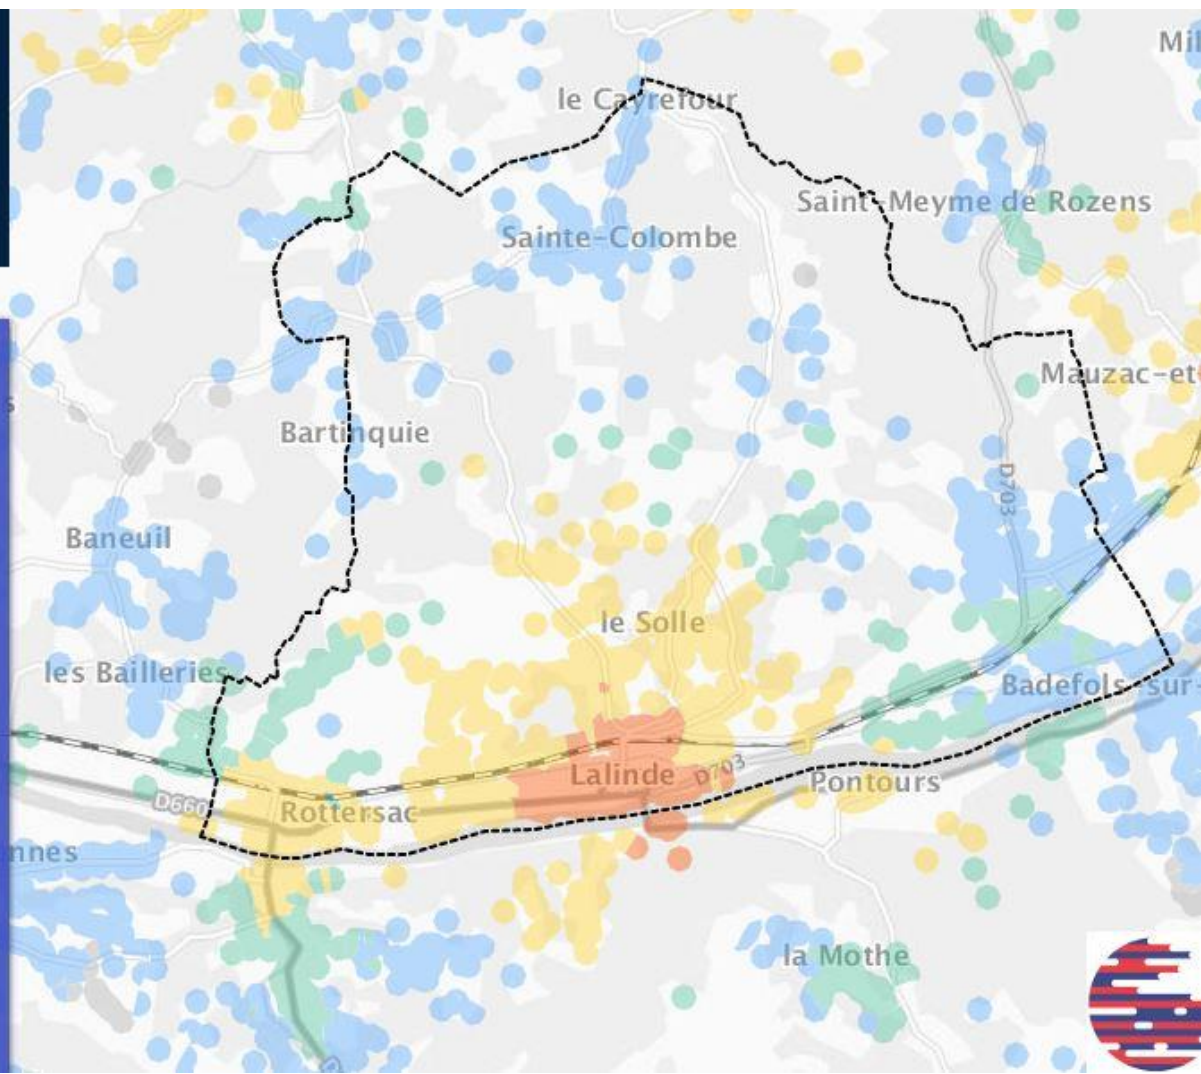 Mil
le Cayrefour
Saint-Meyme de Rozens
Sainte-Colombe
Mauzac-et
s
Bartinquie
D703
Baneuil
le Solle
les Bailleries
Badefols-sur-
Lalinde
D703
Pontours
D660
Rottersac
nnes
la Mothe